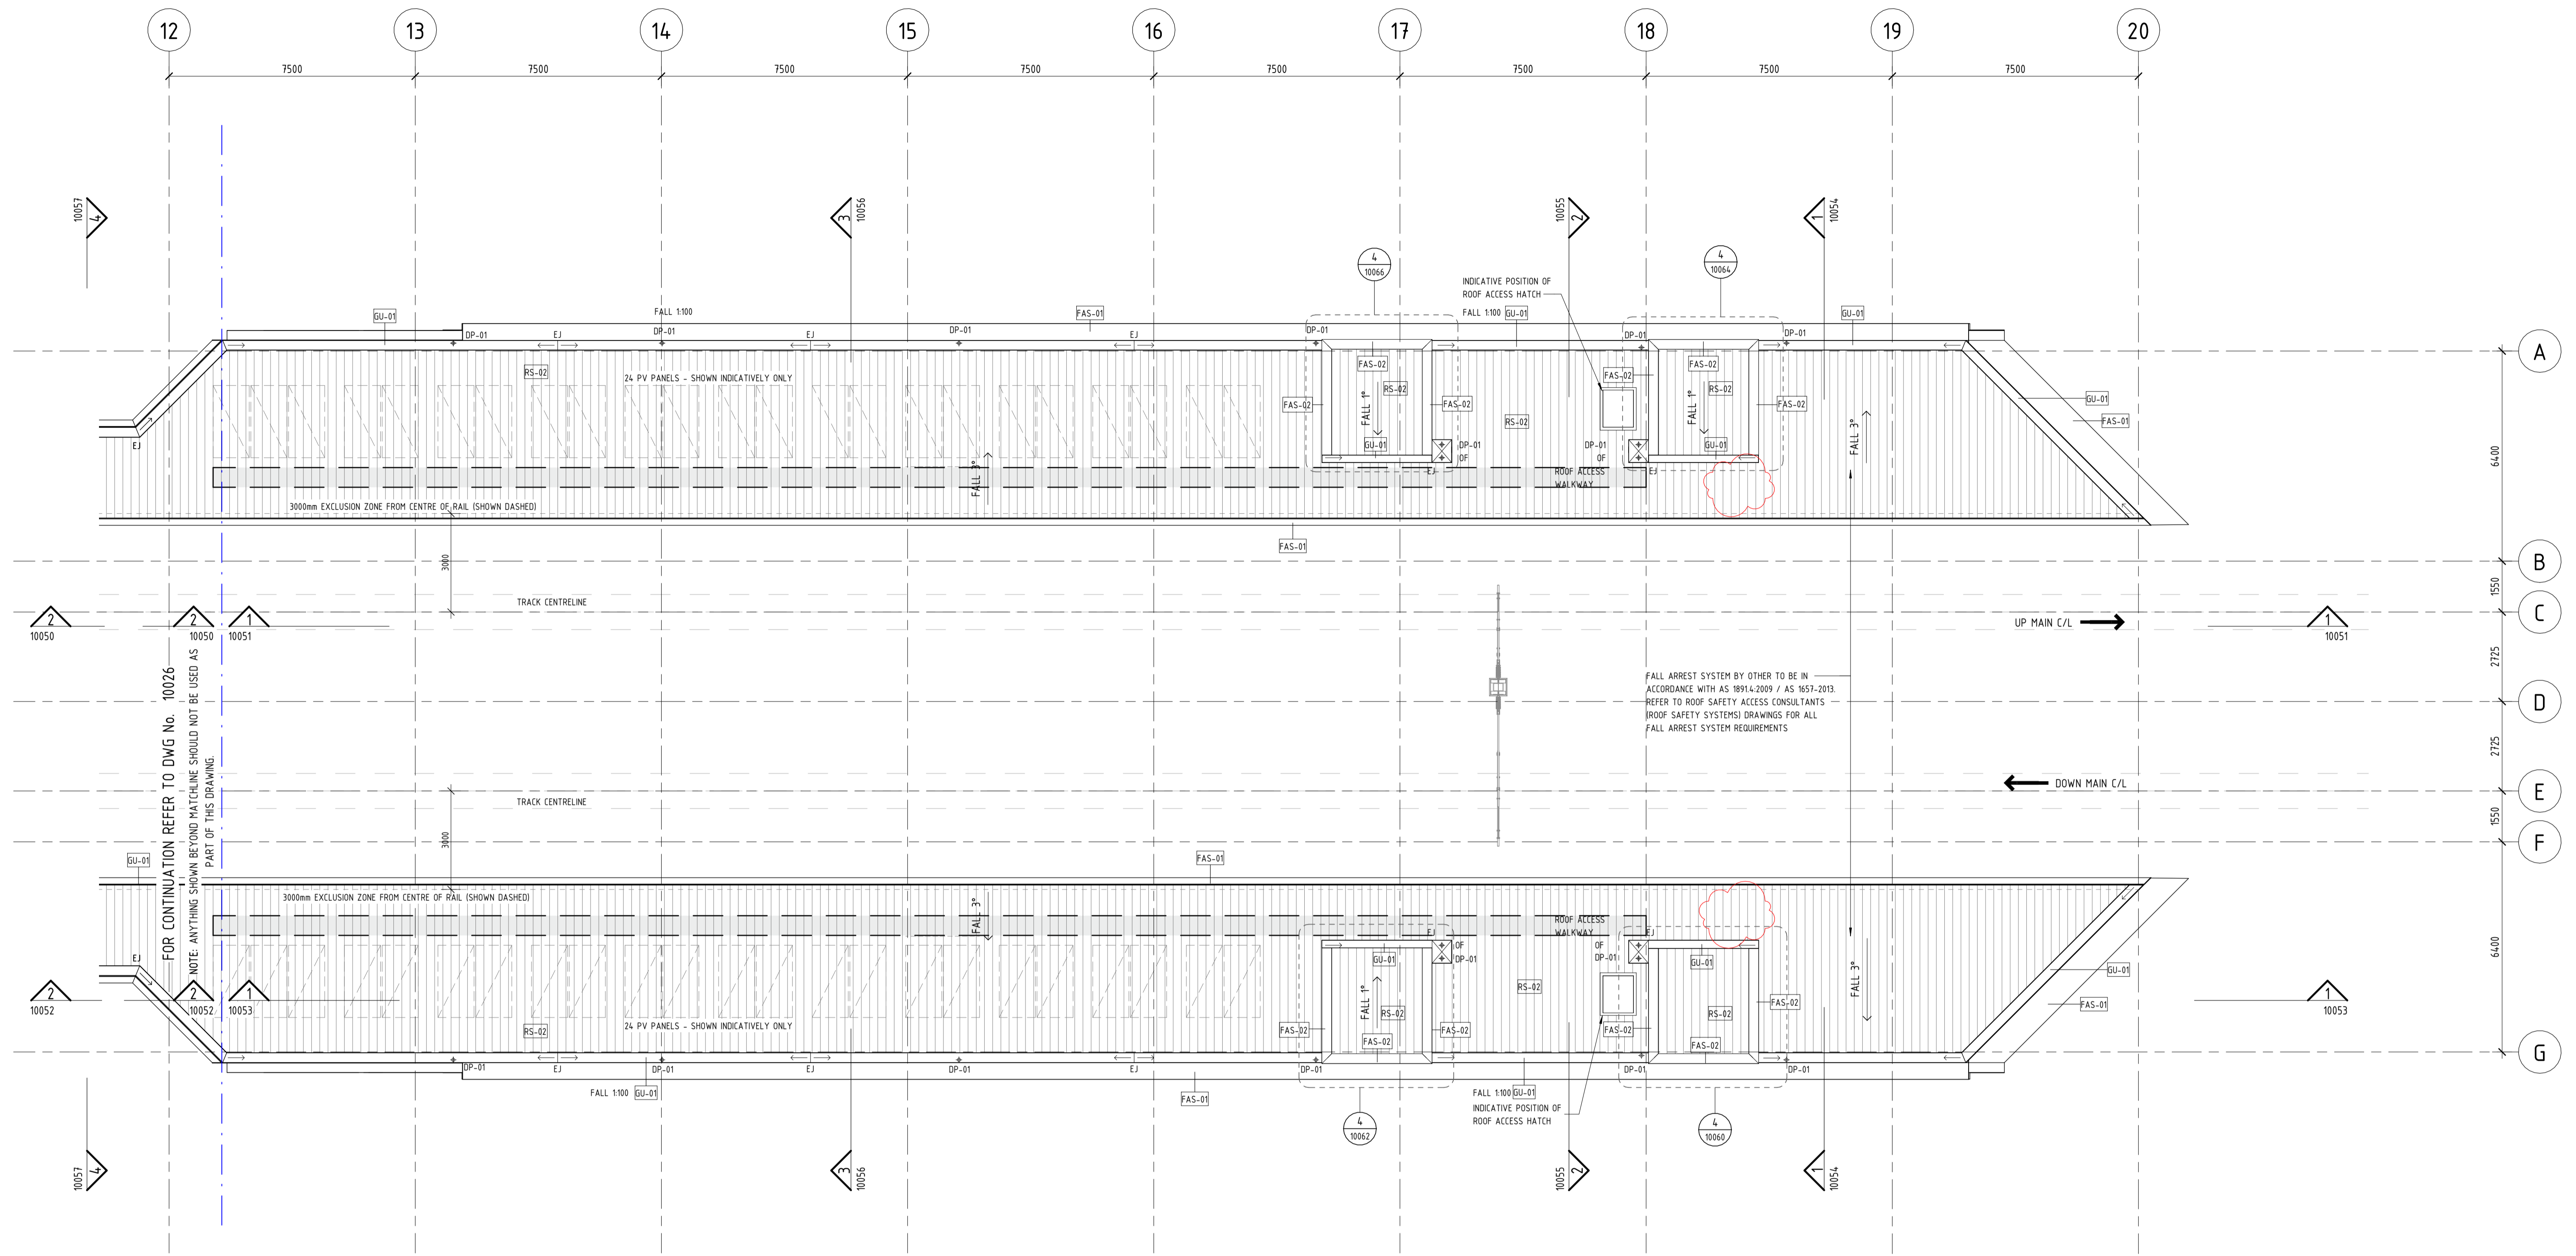 12
13
14
15
16
17
18
19
20
7500
7500
7500
7500
7500
7500
7500
7500
10057
4
3
10056
10055
2
1
10054
4
10066
4
10064
INDICATIVE POSITION OF
ROOF ACCESS HATCH
GU-01
FALL 1:100
FAS-01
FALL 1:100
GU-01
GU-01
DP-01
EJ
DP-01
EJ
DP-01
EJ
DP-01
DP-01
DP-01
A
RS-02
24 PV PANELS - SHOWN INDICATIVELY ONLY
FAS-02
FAS-02
FAS-02
RS-02
RS-02
FAS-02
FAS-02
FAS-02
GU-01
FALL 1°
FALL 1°
RS-02
FAS-01
FALL 3°
EJ
GU-01
DP-01
DP-01
GU-01
OF
OF
6400
FALL 3°
EJ
ROOF ACCESS
EJ
WALKWAY
3000mm EXCLUSION ZONE FROM CENTRE OF RAIL (SHOWN DASHED)
FAS-01
3000
B
1550
TRACK CENTRELINE
C
2
10050
2
10050
1
10051
UP MAIN C/L
1
10051
2725
FOR CONTINUATION REFER TO DWG No. 10026
NOTE: ANYTHING SHOWN BEYOND MATCHLINE SHOULD NOT BE USED AS
PART OF THIS DRAWING.
FALL ARREST SYSTEM BY OTHER TO BE IN
ACCORDANCE WITH AS 1891.4:2009 / AS 1657-2013.
REFER TO ROOF SAFETY ACCESS CONSULTANTS
(ROOF SAFETY SYSTEMS) DRAWINGS FOR ALL
FALL ARREST SYSTEM REQUIREMENTS
D
2725
DOWN MAIN C/L
E
TRACK CENTRELINE
1550
3000
F
GU-01
FAS-01
3000mm EXCLUSION ZONE FROM CENTRE OF RAIL (SHOWN DASHED)
FALL 3°
ROOF ACCESS
WALKWAY
EJ
EJ
OF
OF
6400
EJ
GU-01
DP-01
DP-01
GU-01
GU-01
FALL 3°
RS-02
FALL 1°
2
10052
2
10052
1
10053
FAS-02
FAS-01
1
10053
RS-02
RS-02
RS-02
24 PV PANELS - SHOWN INDICATIVELY ONLY
FAS-02
FAS-02
FAS-02
FAS-02
FAS-02
G
DP-01
EJ
DP-01
EJ
DP-01
EJ
DP-01
DP-01
DP-01
FALL 1:100
GU-01
FAS-01
FALL 1:100
GU-01
INDICATIVE POSITION OF
ROOF ACCESS HATCH
4
10062
4
10060
10057
4
3
10056
10055
2
1
10054